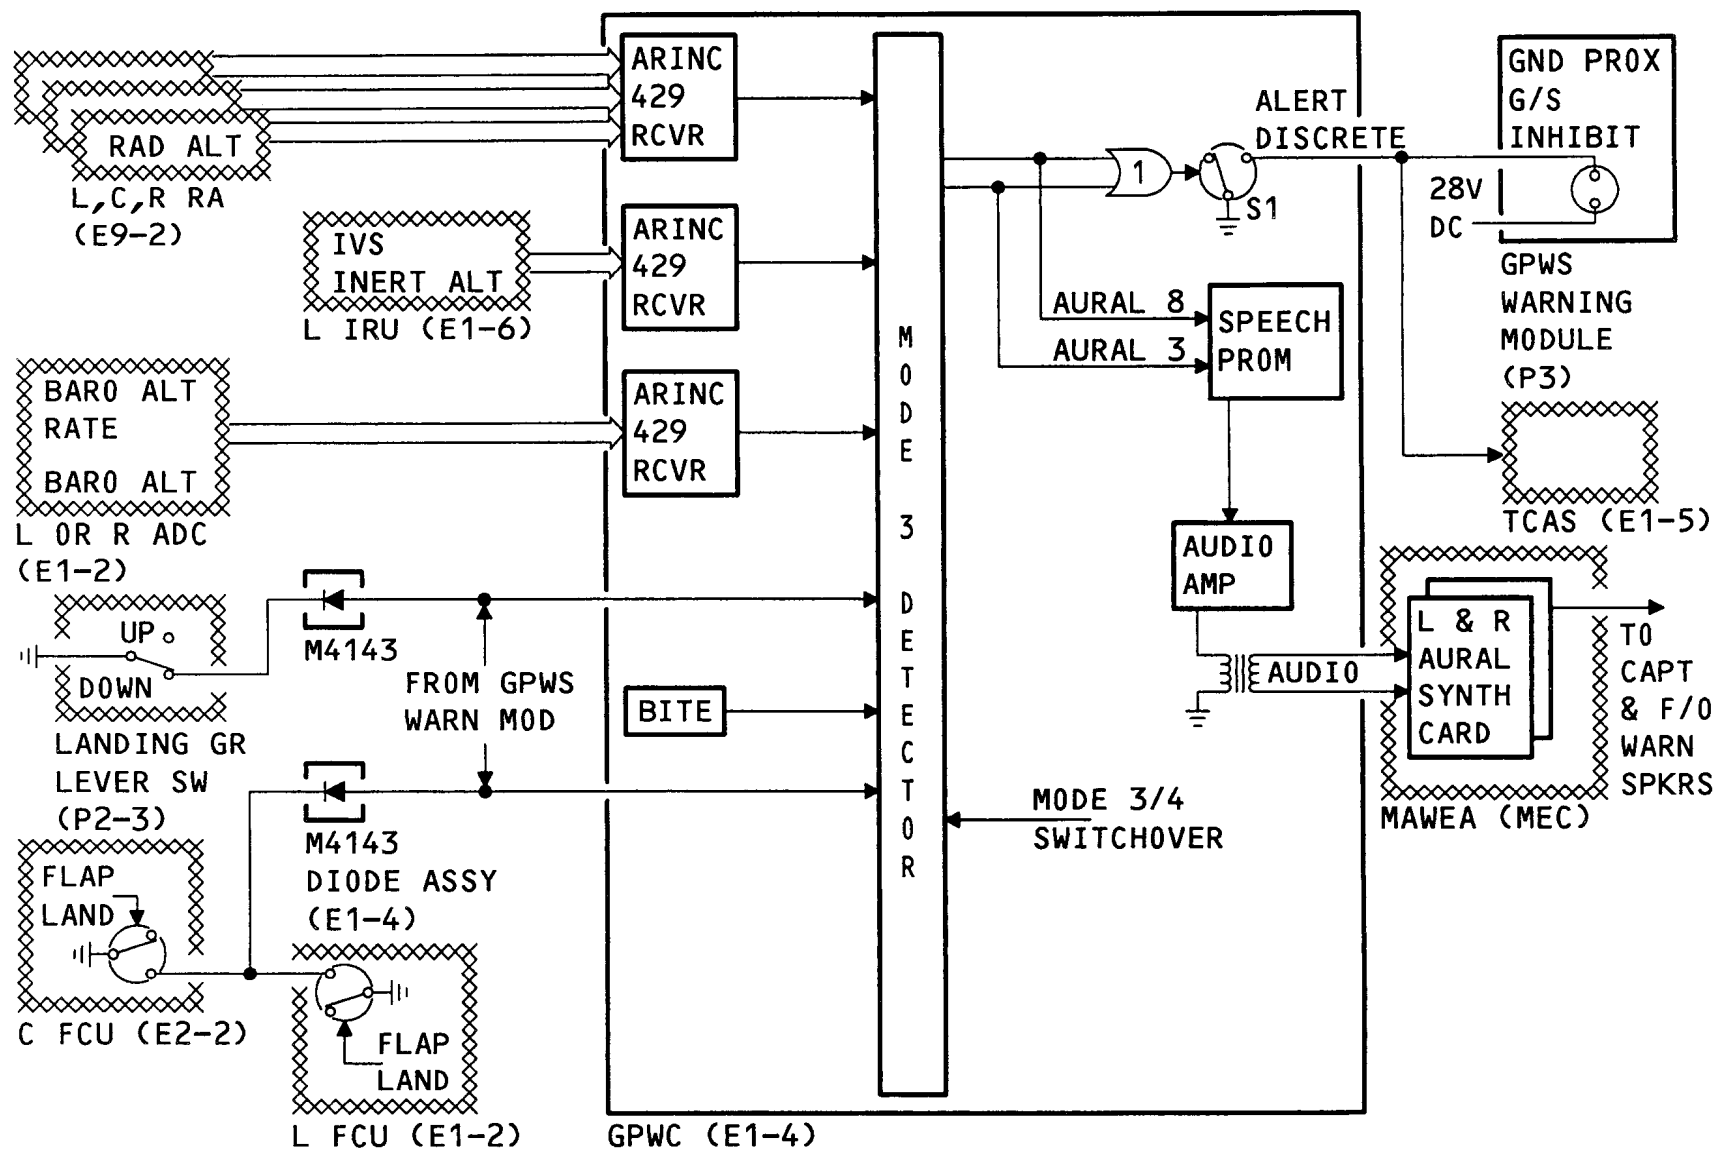 RAD ALT
L,C,R RA
(E9-2)
IVS
INERT ALT
L IRU (E1-6)
BARO ALT
RATE
BARO ALT
L OR R ADC
(E1-2)
UP
DOWN
LANDING GR
LEVER SW
(P2-3)
M4143
FROM GPWS
WARN MOD
M4143
DIODE ASSY
(E1-4)
FLAP
LAND
C FCU (E2-2)
FLAP
LAND
L FCU (E1-2)
ARINC
429
RCVR
ARINC
429
RCVR
ARINC
429
RCVR
BITE
GPWC (E1-4)
MODE 3 DETECTOR
1
S1
ALERT
DISCRETE
AURAL 8
AURAL 3
SPEECH
PROM
AUDIO
AMP
AUDIO
MODE 3/4
SWITCHOVER
GND PROX
G/S
INHIBIT
28V
DC
GPWS
WARNING
MODULE
(P3)
TCAS (E1-5)
L & R
AURAL
SYNTH
CARD
MAWEA (MEC)
TO
CAPT
& F/O
WARN
SPKRS